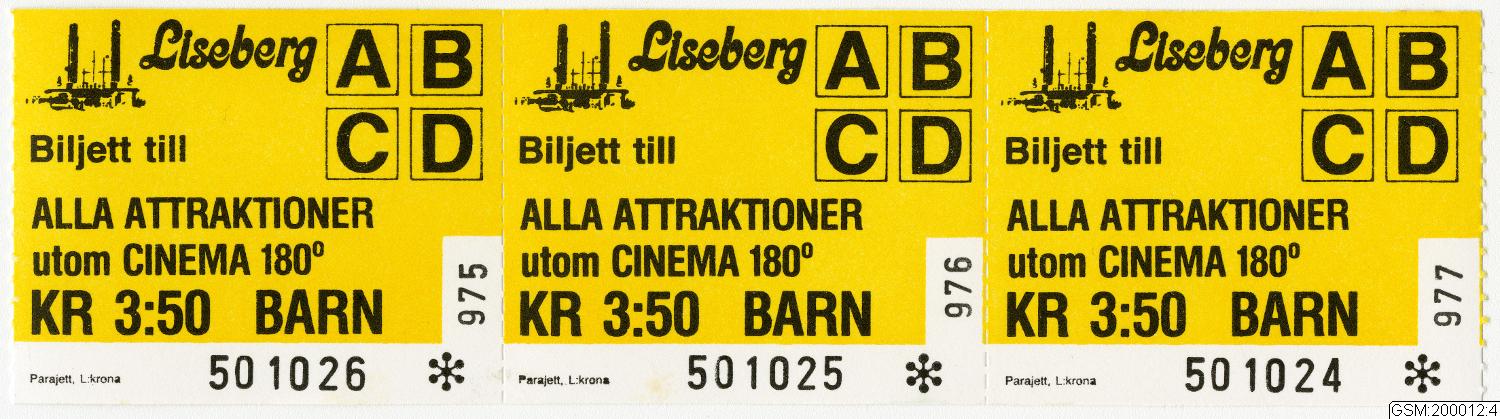 Liseberg A B
C D
Biljett till
ALLA ATTRAKTIONER
utom CINEMA 180°
KR 3:50 BARN
975
Parajett, L:krona 501026
Liseberg A B
C D
Biljett till
ALLA ATTRAKTIONER
utom CINEMA 180°
KR 3:50 BARN
976
Parajett, L:krona 501025
Liseberg A B
C D
Biljett till
ALLA ATTRAKTIONER
utom CINEMA 180°
KR 3:50 BARN
977
Parajett, L:krona 501024
GSM:200012:4